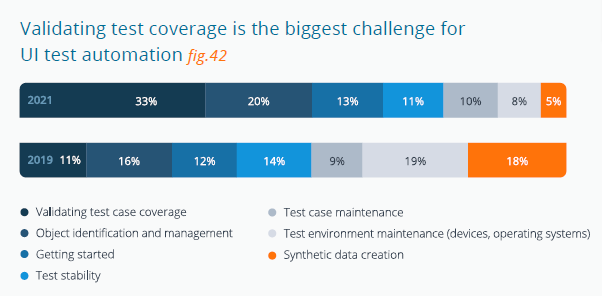 Validating test coverage is the biggest challenge for
UI test automation fig.42
2021 33% 20% 13% 11% 10% 8% 5%
2019 11% 16% 12% 14% 9% 19% 18%
Validating test case coverage
Object identification and management
Getting started
Test stability
Test case maintenance
Test environment maintenance (devices, operating systems)
Synthetic data creation